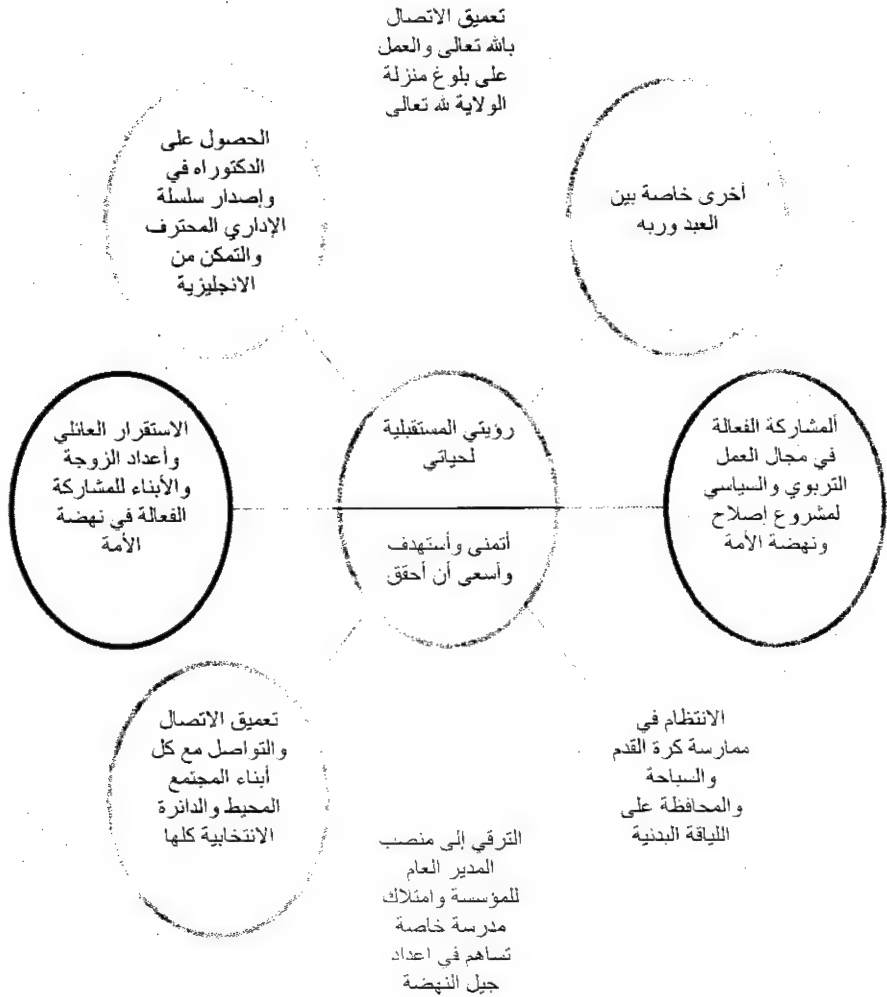 تعميق الاتصال
بالله تعالى والعمل
على بلوغ منزلة
الولاية لله تعالى
أخرى خاصة بين
العبد وربه
الحصول على
الدكتوراه في
وإصدار سلسلة
الإداري المحترف
والتمكن من
الانجليزية
ألمشاركة الفعالة
في مجال العمل
التربوي والسياسي
لمشروع إصلاح
ونهضة الأمة
رؤيتي المستقبلية
لحياتي
أتمنى وأستهدف
وأسعى أن أحقق
الاستقرار العائلي
وأعداد الزوجة
والأبناء للمشاركة
الفعالة في نهضة
الأمة
الانتظام في
ممارسة كرة القدم
والسباحة
والمحافظة على
اللياقة البدنية
تعميق الاتصال
والتواصل مع كل
أبناء المجتمع
المحيط والدائرة
الانتخابية كلها
الترقي إلى منصب
المدير العام
للمؤسسة وامتلاك
مدرسة خاصة
تساهم في اعداد
جيل النهضة